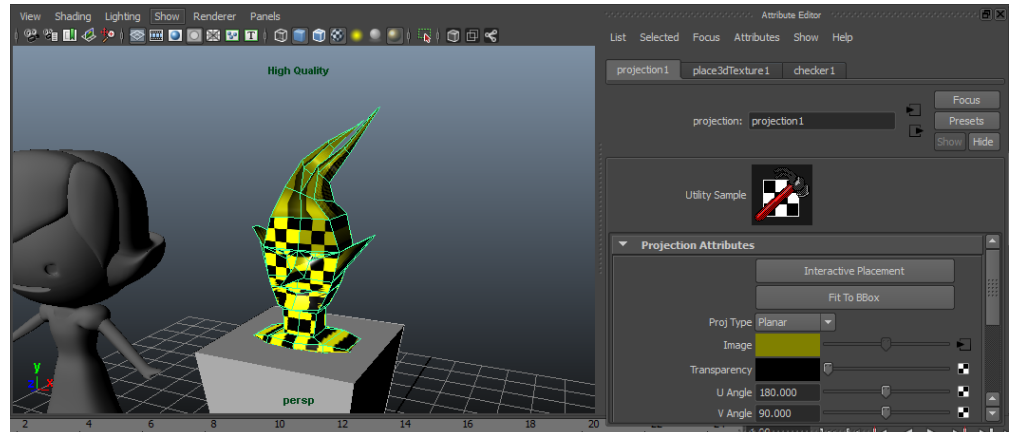 View Shading Lighting Show Renderer Panels
Attribute Editor
List Selected Focus Attributes Show Help
High Quality
projection1 place3dTexture1 checker1
Focus
projection: projection1
Presets
Show Hide
Utility Sample
Projection Attributes
Interactive Placement
Fit To BBox
Proj Type Planar
Image
Transparency
U Angle 180.000
V Angle 90.000
y
z x
persp
2 4 6 8 10 12 14 16 18 20